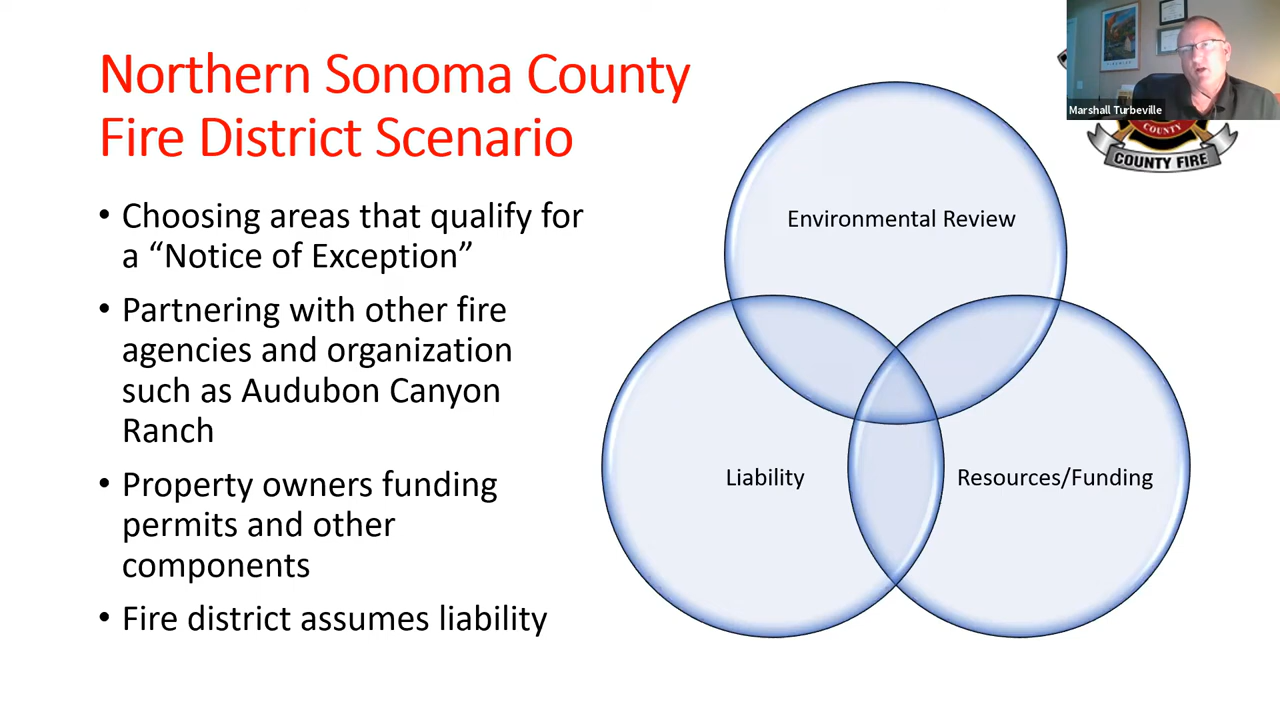 Northern Sonoma County
Fire District Scenario
• Choosing areas that qualify for
a “Notice of Exception”
• Partnering with other fire
agencies and organization
such as Audubon Canyon
Ranch
• Property owners funding
permits and other
components
• Fire district assumes liability
Environmental Review
Liability
Resources/Funding
Marshall Turbeville
COUNTY
COUNTY FIRE